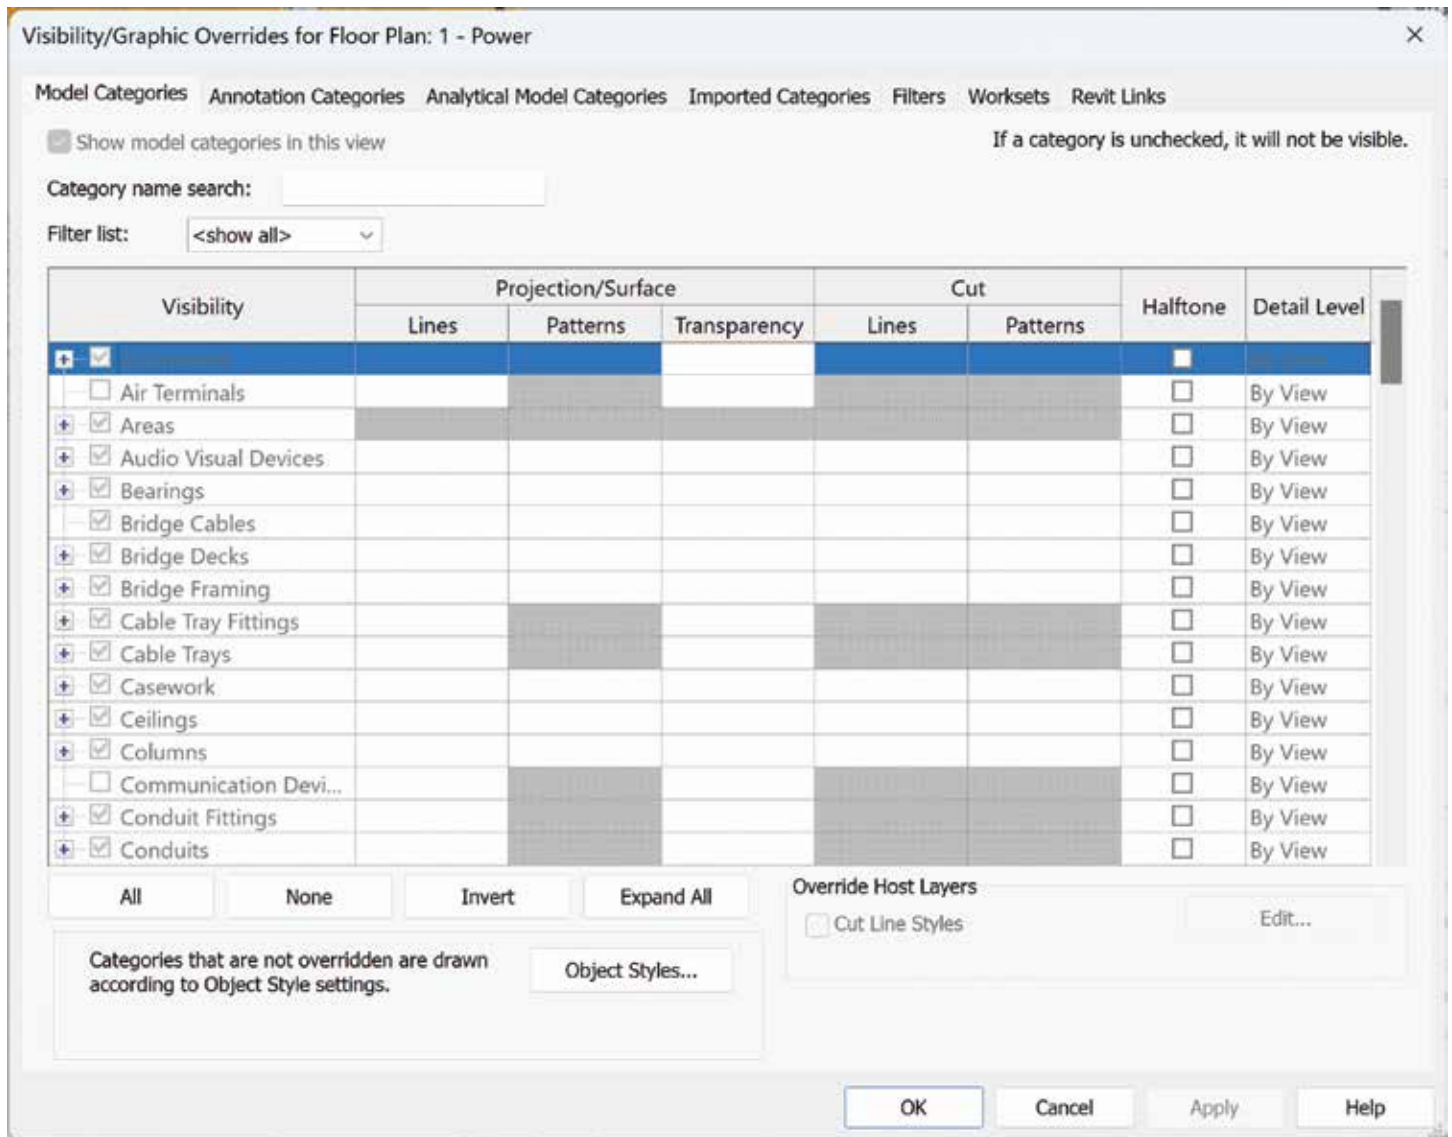 Visibility/Graphic Overrides for Floor Plan: 1 - Power
Model Categories Annotation Categories Analytical Model Categories Imported Categories Filters Worksets Revit Links
Show model categories in this view
If a category is unchecked, it will not be visible.
Category name search:
Filter list: <show all>
Visibility Projection/Surface Cut Halftone Detail Level
Lines Patterns Transparency Lines Patterns
Air Terminals By View
Areas By View
Audio Visual Devices By View
Bearings By View
Bridge Cables By View
Bridge Decks By View
Bridge Framing By View
Cable Tray Fittings By View
Cable Trays By View
Casework By View
Ceilings By View
Columns By View
Communication Devi... By View
Conduit Fittings By View
Conduits By View
All None Invert Expand All
Override Host Layers
Cut Line Styles Edit...
Categories that are not overridden are drawn
according to Object Style settings.
Object Styles...
OK Cancel Apply Help